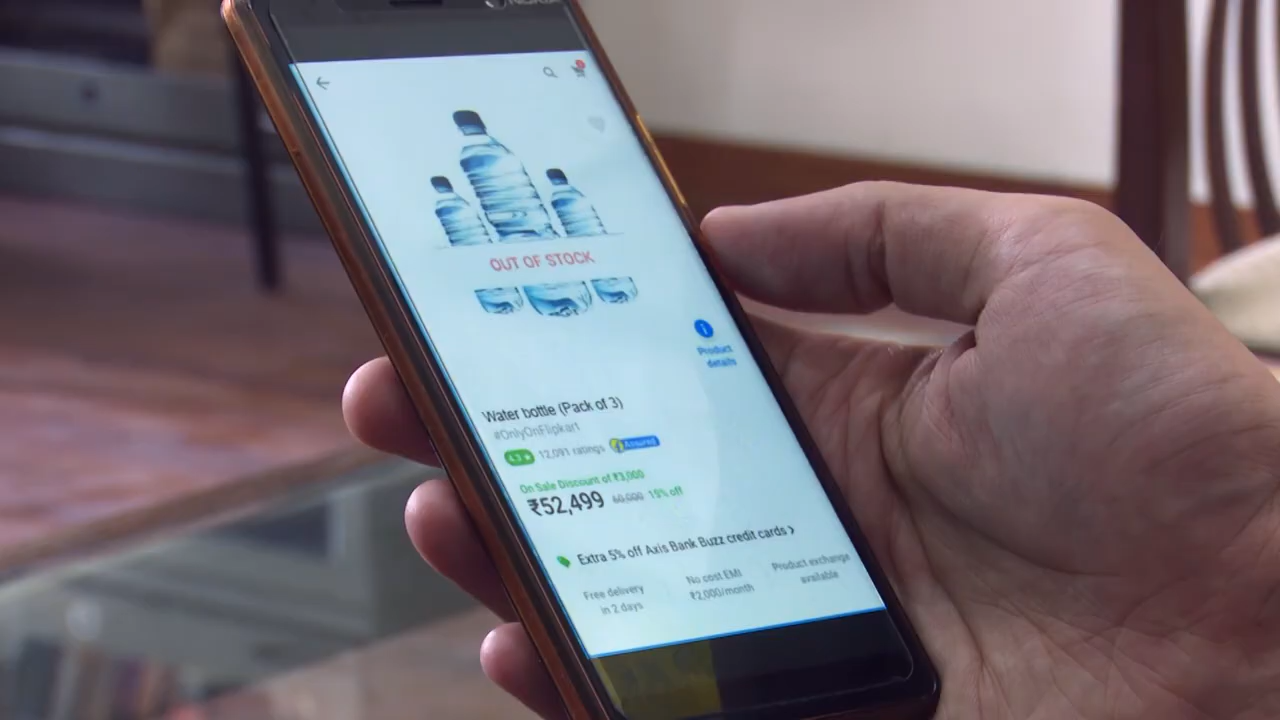 NOKIA
OUT OF STOCK
Product
details
Water bottle (Pack of 3)
#OnlyOnFlipkart
4.3 ★ 12,091 ratings Assured
On Sale Discount of ₹3,000
₹52,499 60,000 15% off
Extra 5% off Axis Bank Buzz credit cards >
Free delivery
in 2 days
No cost EMI
₹2,000/month
Product exchange
available